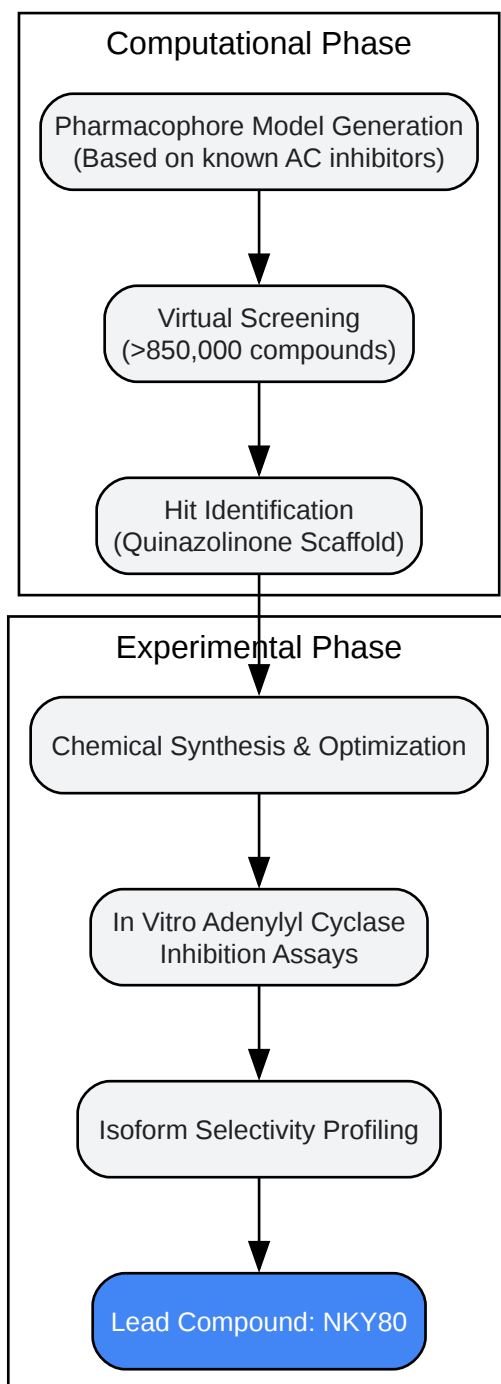 Computational Phase
Pharmacophore Model Generation
(Based on known AC inhibitors)
Virtual Screening
(>850,000 compounds)
Hit Identification
(Quinazolinone Scaffold)
Experimental Phase
Chemical Synthesis & Optimization
In Vitro Adenylyl Cyclase
Inhibition Assays
Isoform Selectivity Profiling
Lead Compound: NKY80